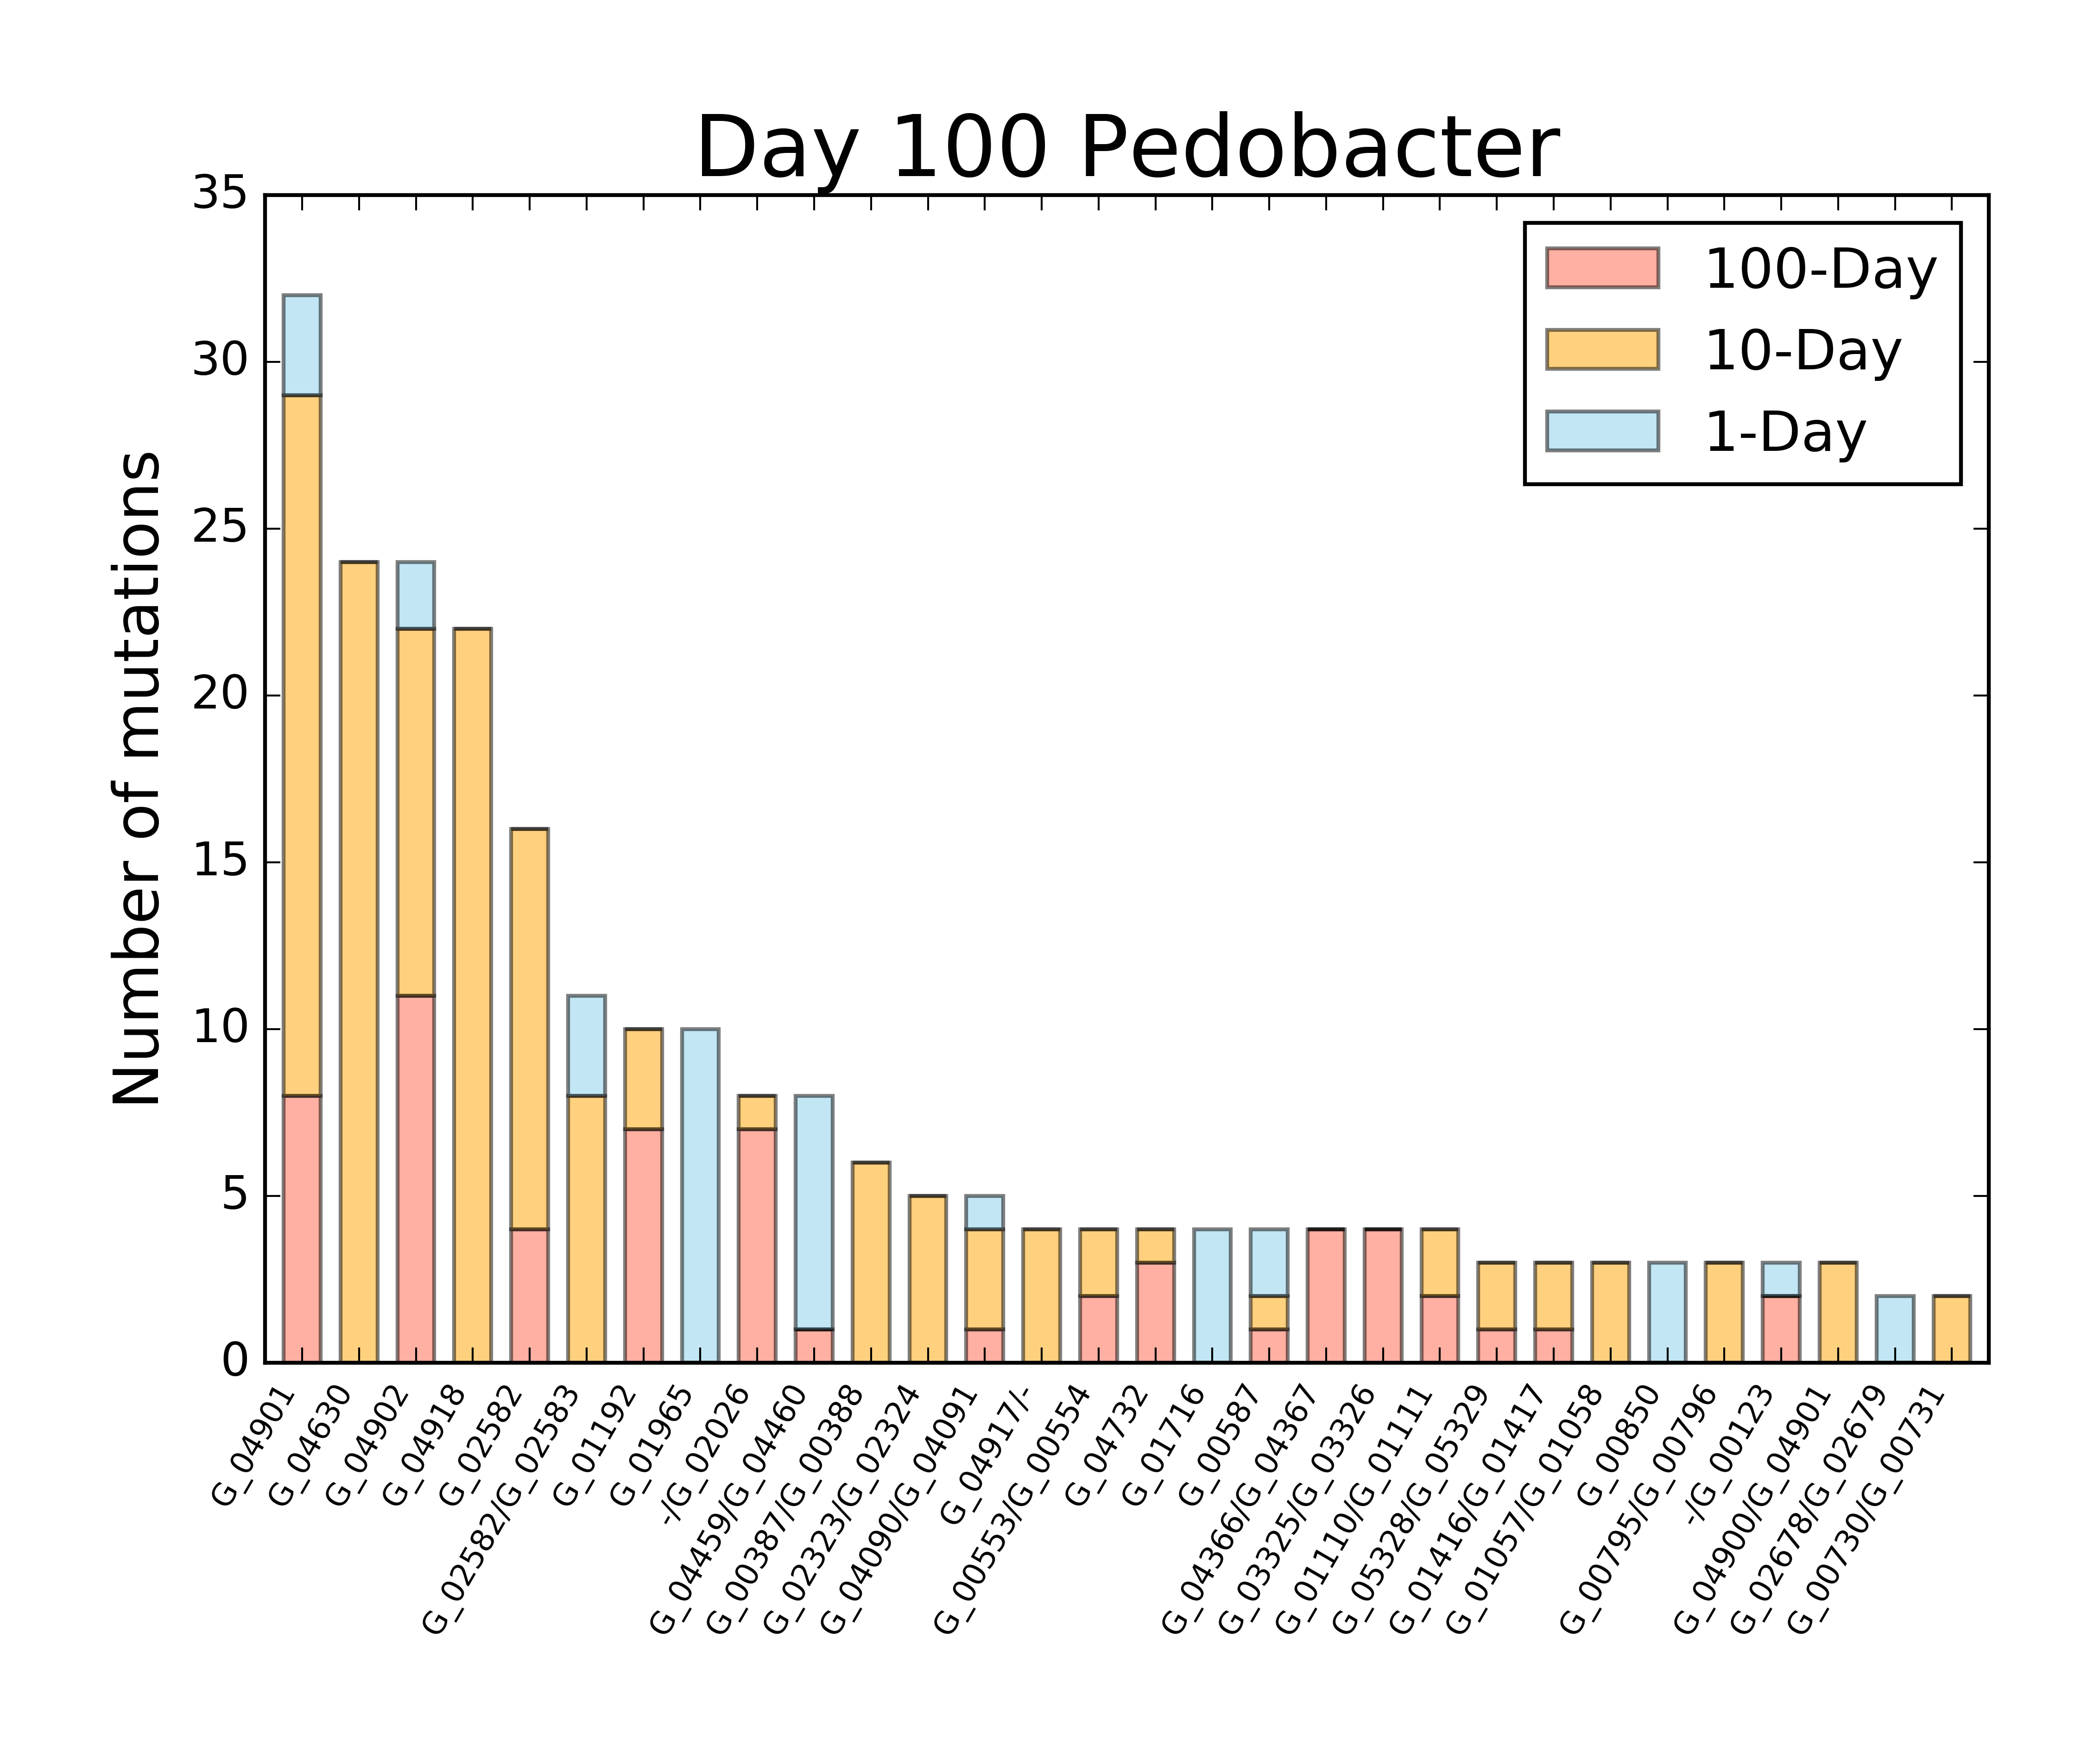 Day 100 Pedobacter
35
30
25
20
15
10
5
0
Number of mutations
100-Day
10-Day
1-Day
G_04901
G_04630
G_04902
G_04918
G_02582
G_02582/G_02583
G_01192
G_01965
-/G_02026
G_04459/G_04460
G_00387/G_00388
G_02323/G_02324
G_04090/G_04091
G_04917/-
G_00553/G_00554
G_04732
G_01716
G_00587
G_04366/G_04367
G_03325/G_03326
G_01110/G_01111
G_05328/G_05329
G_01416/G_01417
G_01057/G_01058
G_00850
G_00795/G_00796
-/G_00123
G_04900/G_04901
G_02678/G_02679
G_00730/G_00731